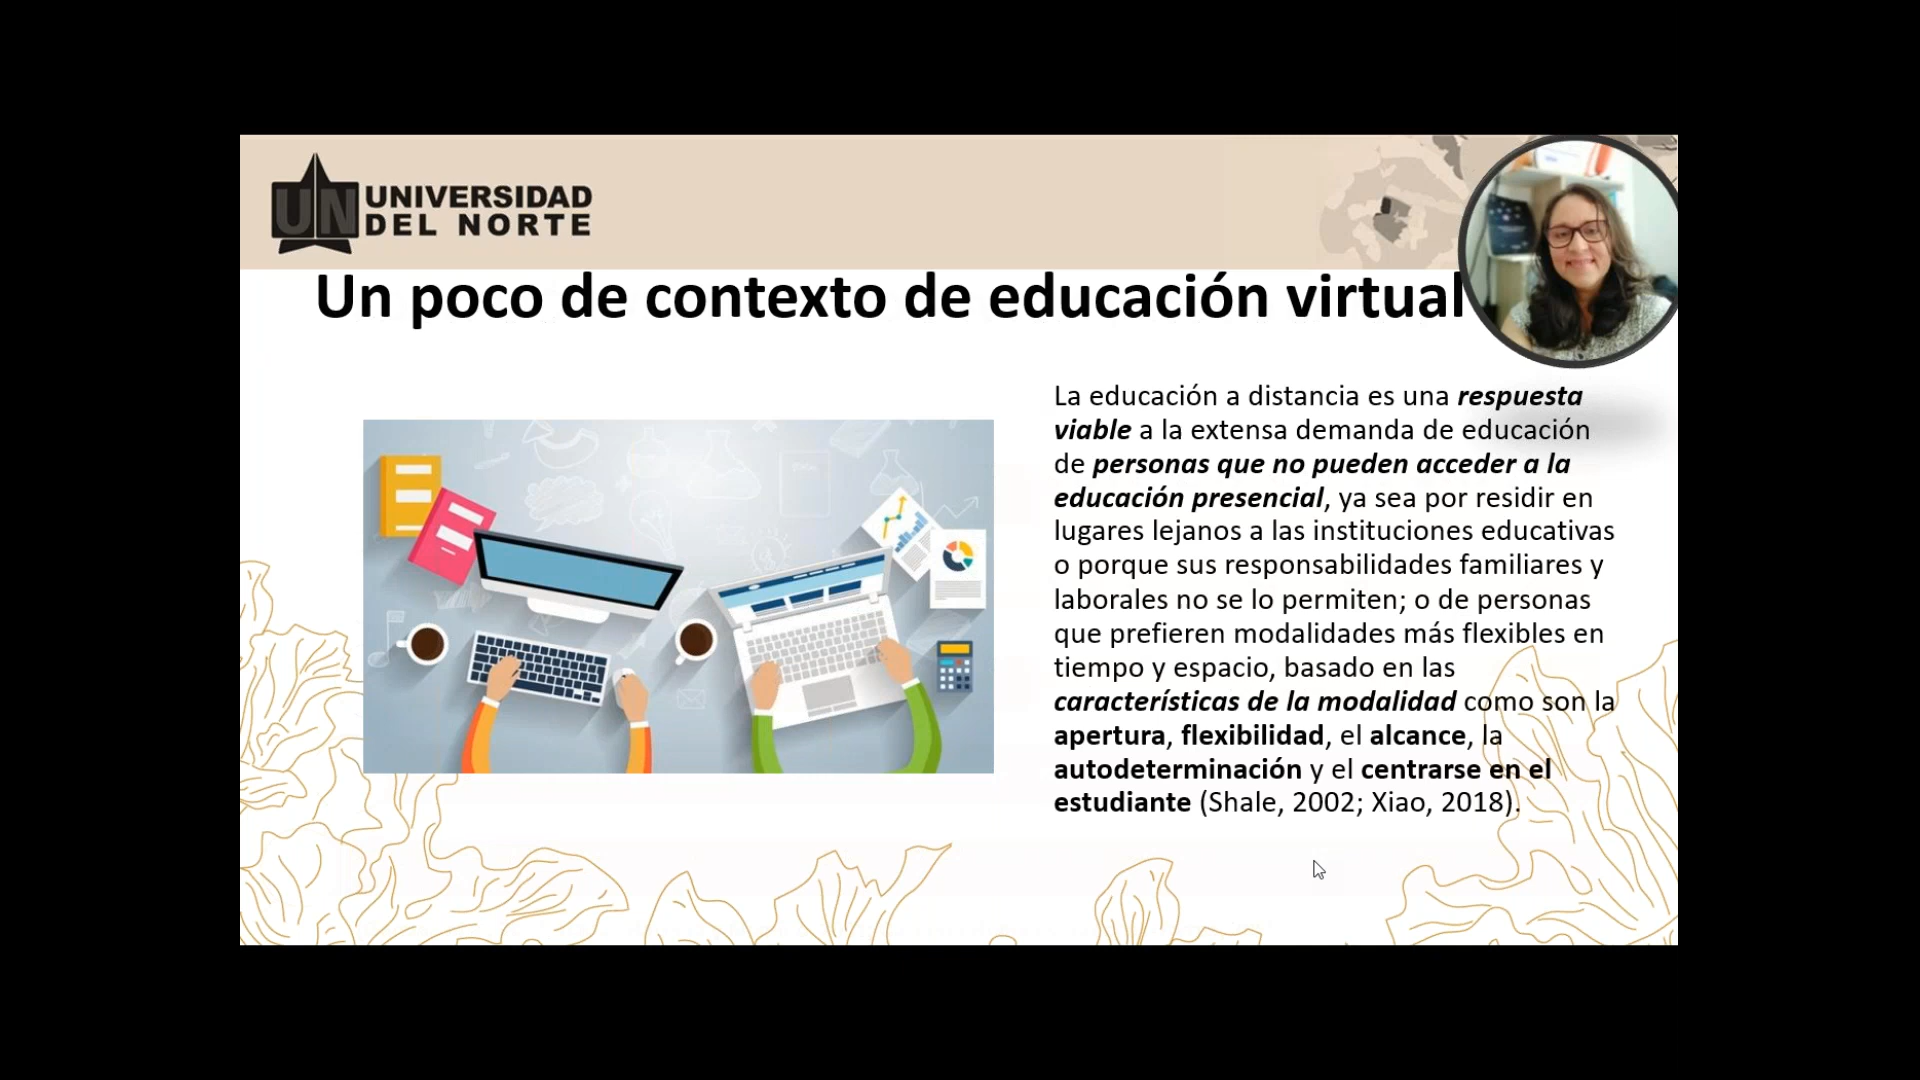 UN UNIVERSIDAD
DEL NORTE
Un poco de contexto de educación virtual
La educación a distancia es una respuesta
viable a la extensa demanda de educación
de personas que no pueden acceder a la
educación presencial, ya sea por residir en
lugares lejanos a las instituciones educativas
o porque sus responsabilidades familiares y
laborales no se lo permiten; o de personas
que prefieren modalidades más flexibles en
tiempo y espacio, basado en las
características de la modalidad como son la
apertura, flexibilidad, el alcance, la
autodeterminación y el centrarse en el
estudiante (Shale, 2002; Xiao, 2018).